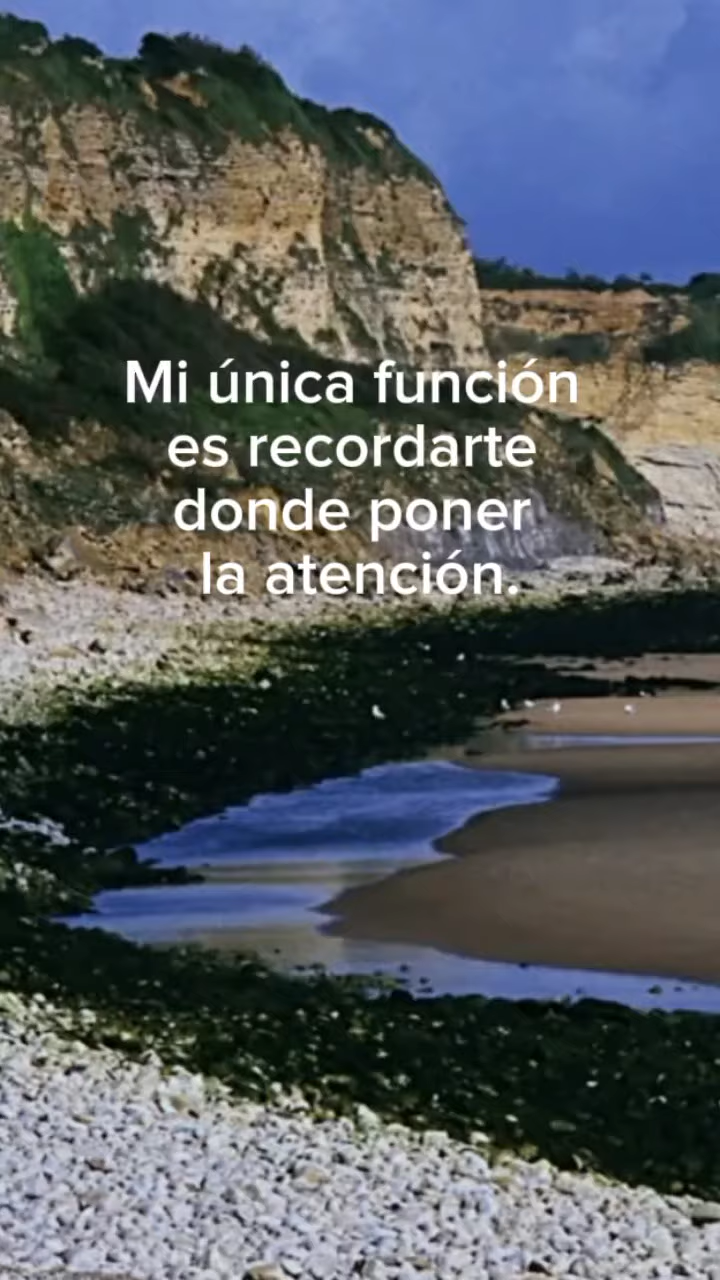 Mi única función
es recordarte
donde poner
la atención.